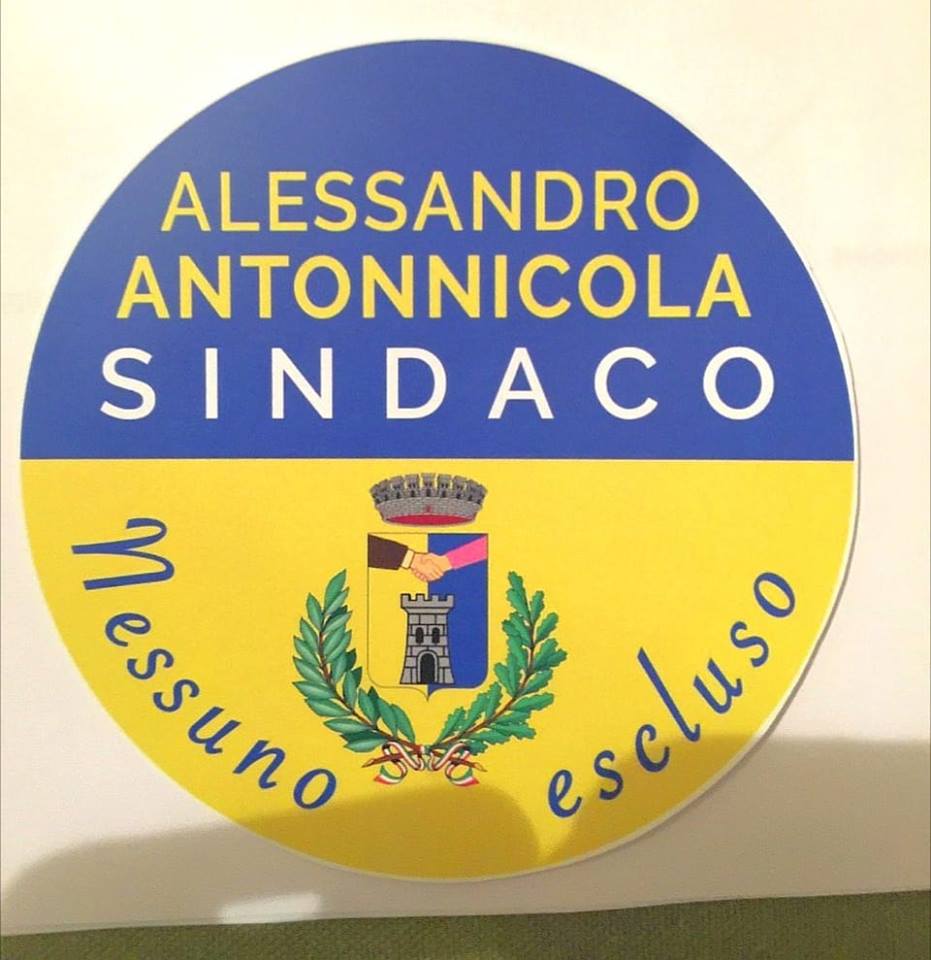 ALESSANDRO
ANTONNICOLA
SINDACO
Nessuno escluso